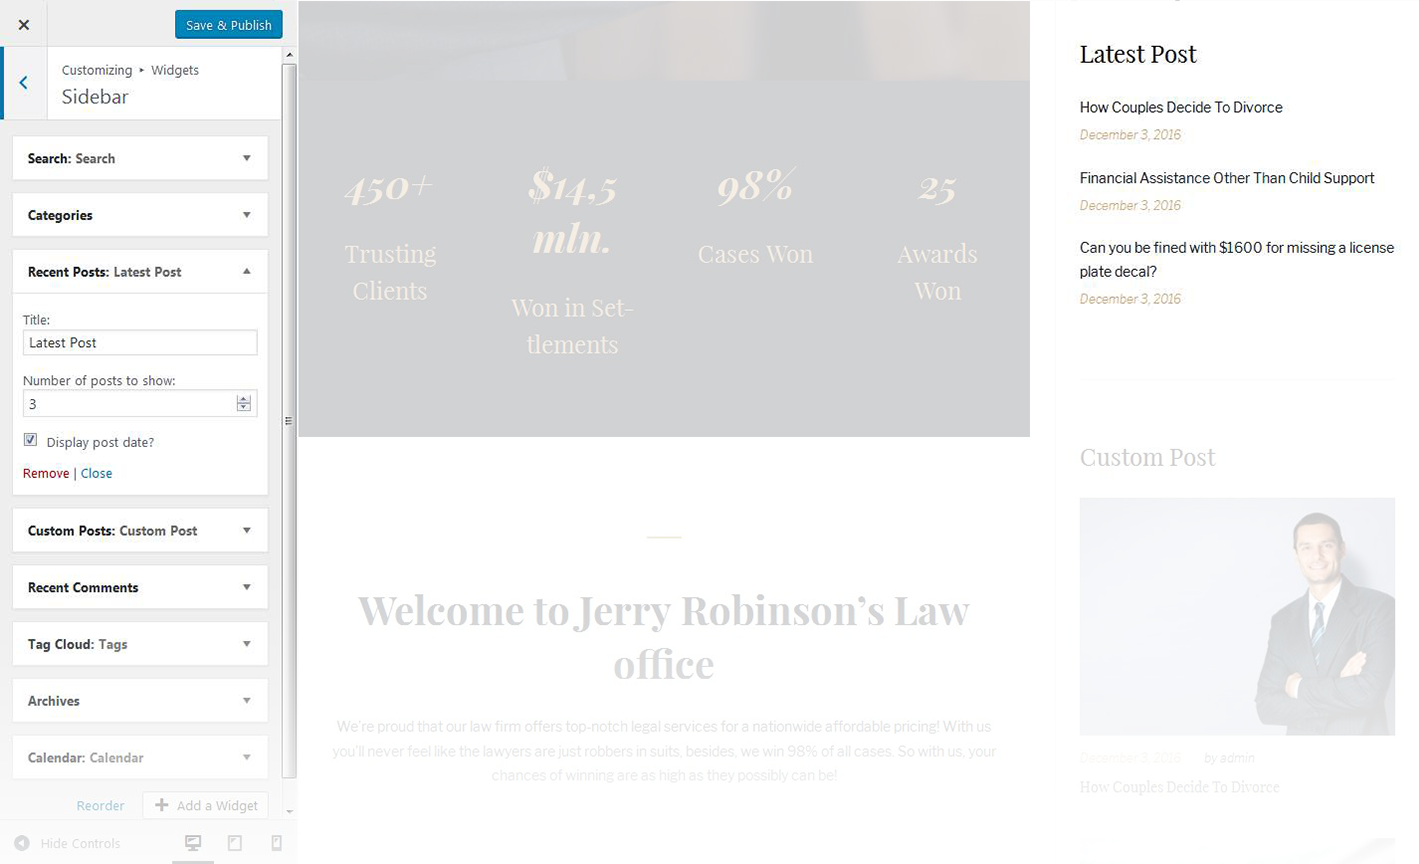 Save & Publish
Customizing ▸ Widgets
Sidebar
Search: Search
Categories
Recent Posts: Latest Post
Title:
Latest Post
Number of posts to show:
3
Display post date?
Remove | Close
Custom Posts: Custom Post
Recent Comments
Tag Cloud: Tags
Archives
Calendar: Calendar
Reorder
Add a Widget
Hide Controls
450+
Trusting
Clients
$14,5
mln.
Won in Set-
tlements
98%
Cases Won
25
Awards
Won
Welcome to Jerry Robinson’s Law
office
We’re proud that our law firm offers top-notch legal services for a nationwide affordable pricing! With us
you’ll never feel like the lawyers are just robbers in suits, besides, we win 98% of all cases. So with us, your
chances of winning are as high as they possibly can be!
Latest Post
How Couples Decide To Divorce
December 3, 2016
Financial Assistance Other Than Child Support
December 3, 2016
Can you be fined with $1600 for missing a license
plate decal?
December 3, 2016
Custom Post
December 3, 2016 by admin
How Couples Decide To Divorce